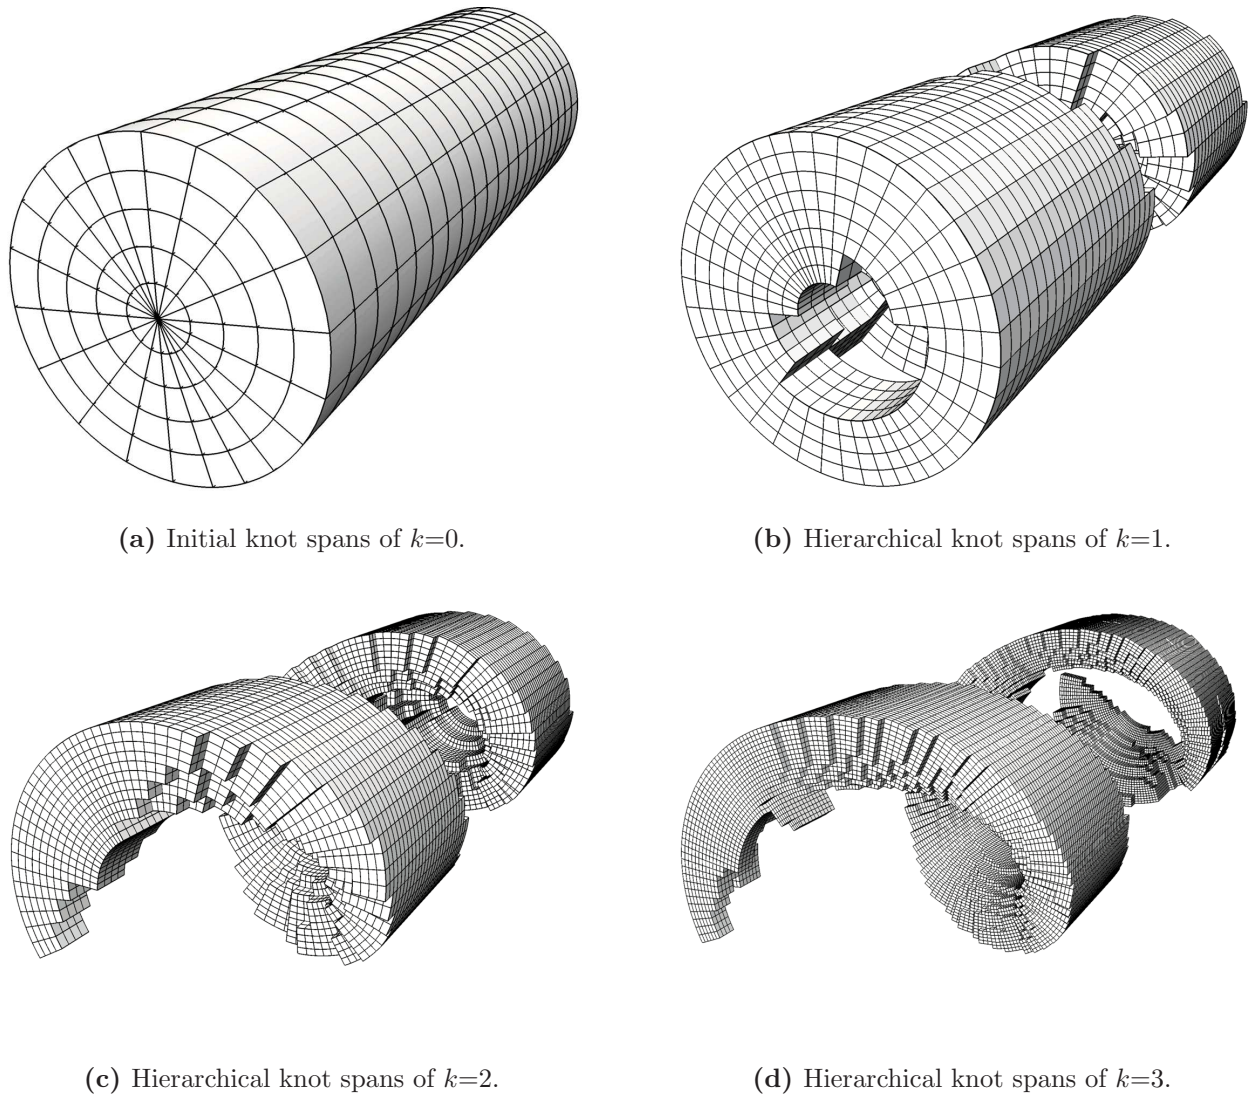 (a) Initial knot spans of k=0.
(b) Hierarchical knot spans of k=1.
(c) Hierarchical knot spans of k=2.
(d) Hierarchical knot spans of k=3.